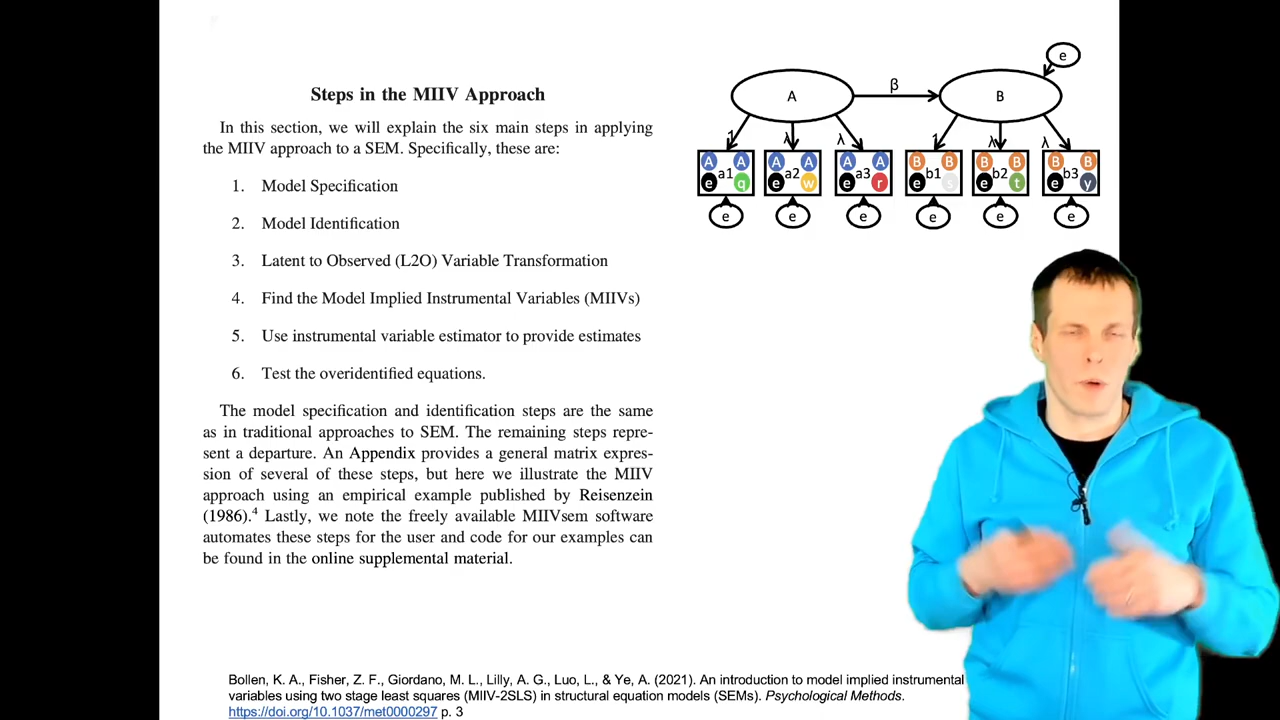 Steps in the MIIV Approach
In this section, we will explain the six main steps in applying
the MIIV approach to a SEM. Specifically, these are:
1. Model Specification
2. Model Identification
3. Latent to Observed (L2O) Variable Transformation
4. Find the Model Implied Instrumental Variables (MIIVs)
5. Use instrumental variable estimator to provide estimates
6. Test the overidentified equations.
The model specification and identification steps are the same
as in traditional approaches to SEM. The remaining steps repre-
sent a departure. An Appendix provides a general matrix expres-
sion of several of these steps, but here we illustrate the MIIV
approach using an empirical example published by Reisenzein
(1986).4 Lastly, we note the freely available MIIVsem software
automates these steps for the user and code for our examples can
be found in the online supplemental material.
e
A β B
1 λ λ 1 λ λ
A A A A A A B B B B B B
a1 a2 a3 b1 b2 b3
e q e w e r e s e t e y
e e e e e e
Bollen, K. A., Fisher, Z. F., Giordano, M. L., Lilly, A. G., Luo, L., & Ye, A. (2021). An introduction to model implied instrumental
variables using two stage least squares (MIIV-2SLS) in structural equation models (SEMs). Psychological Methods.
https://doi.org/10.1037/met0000297 p. 3